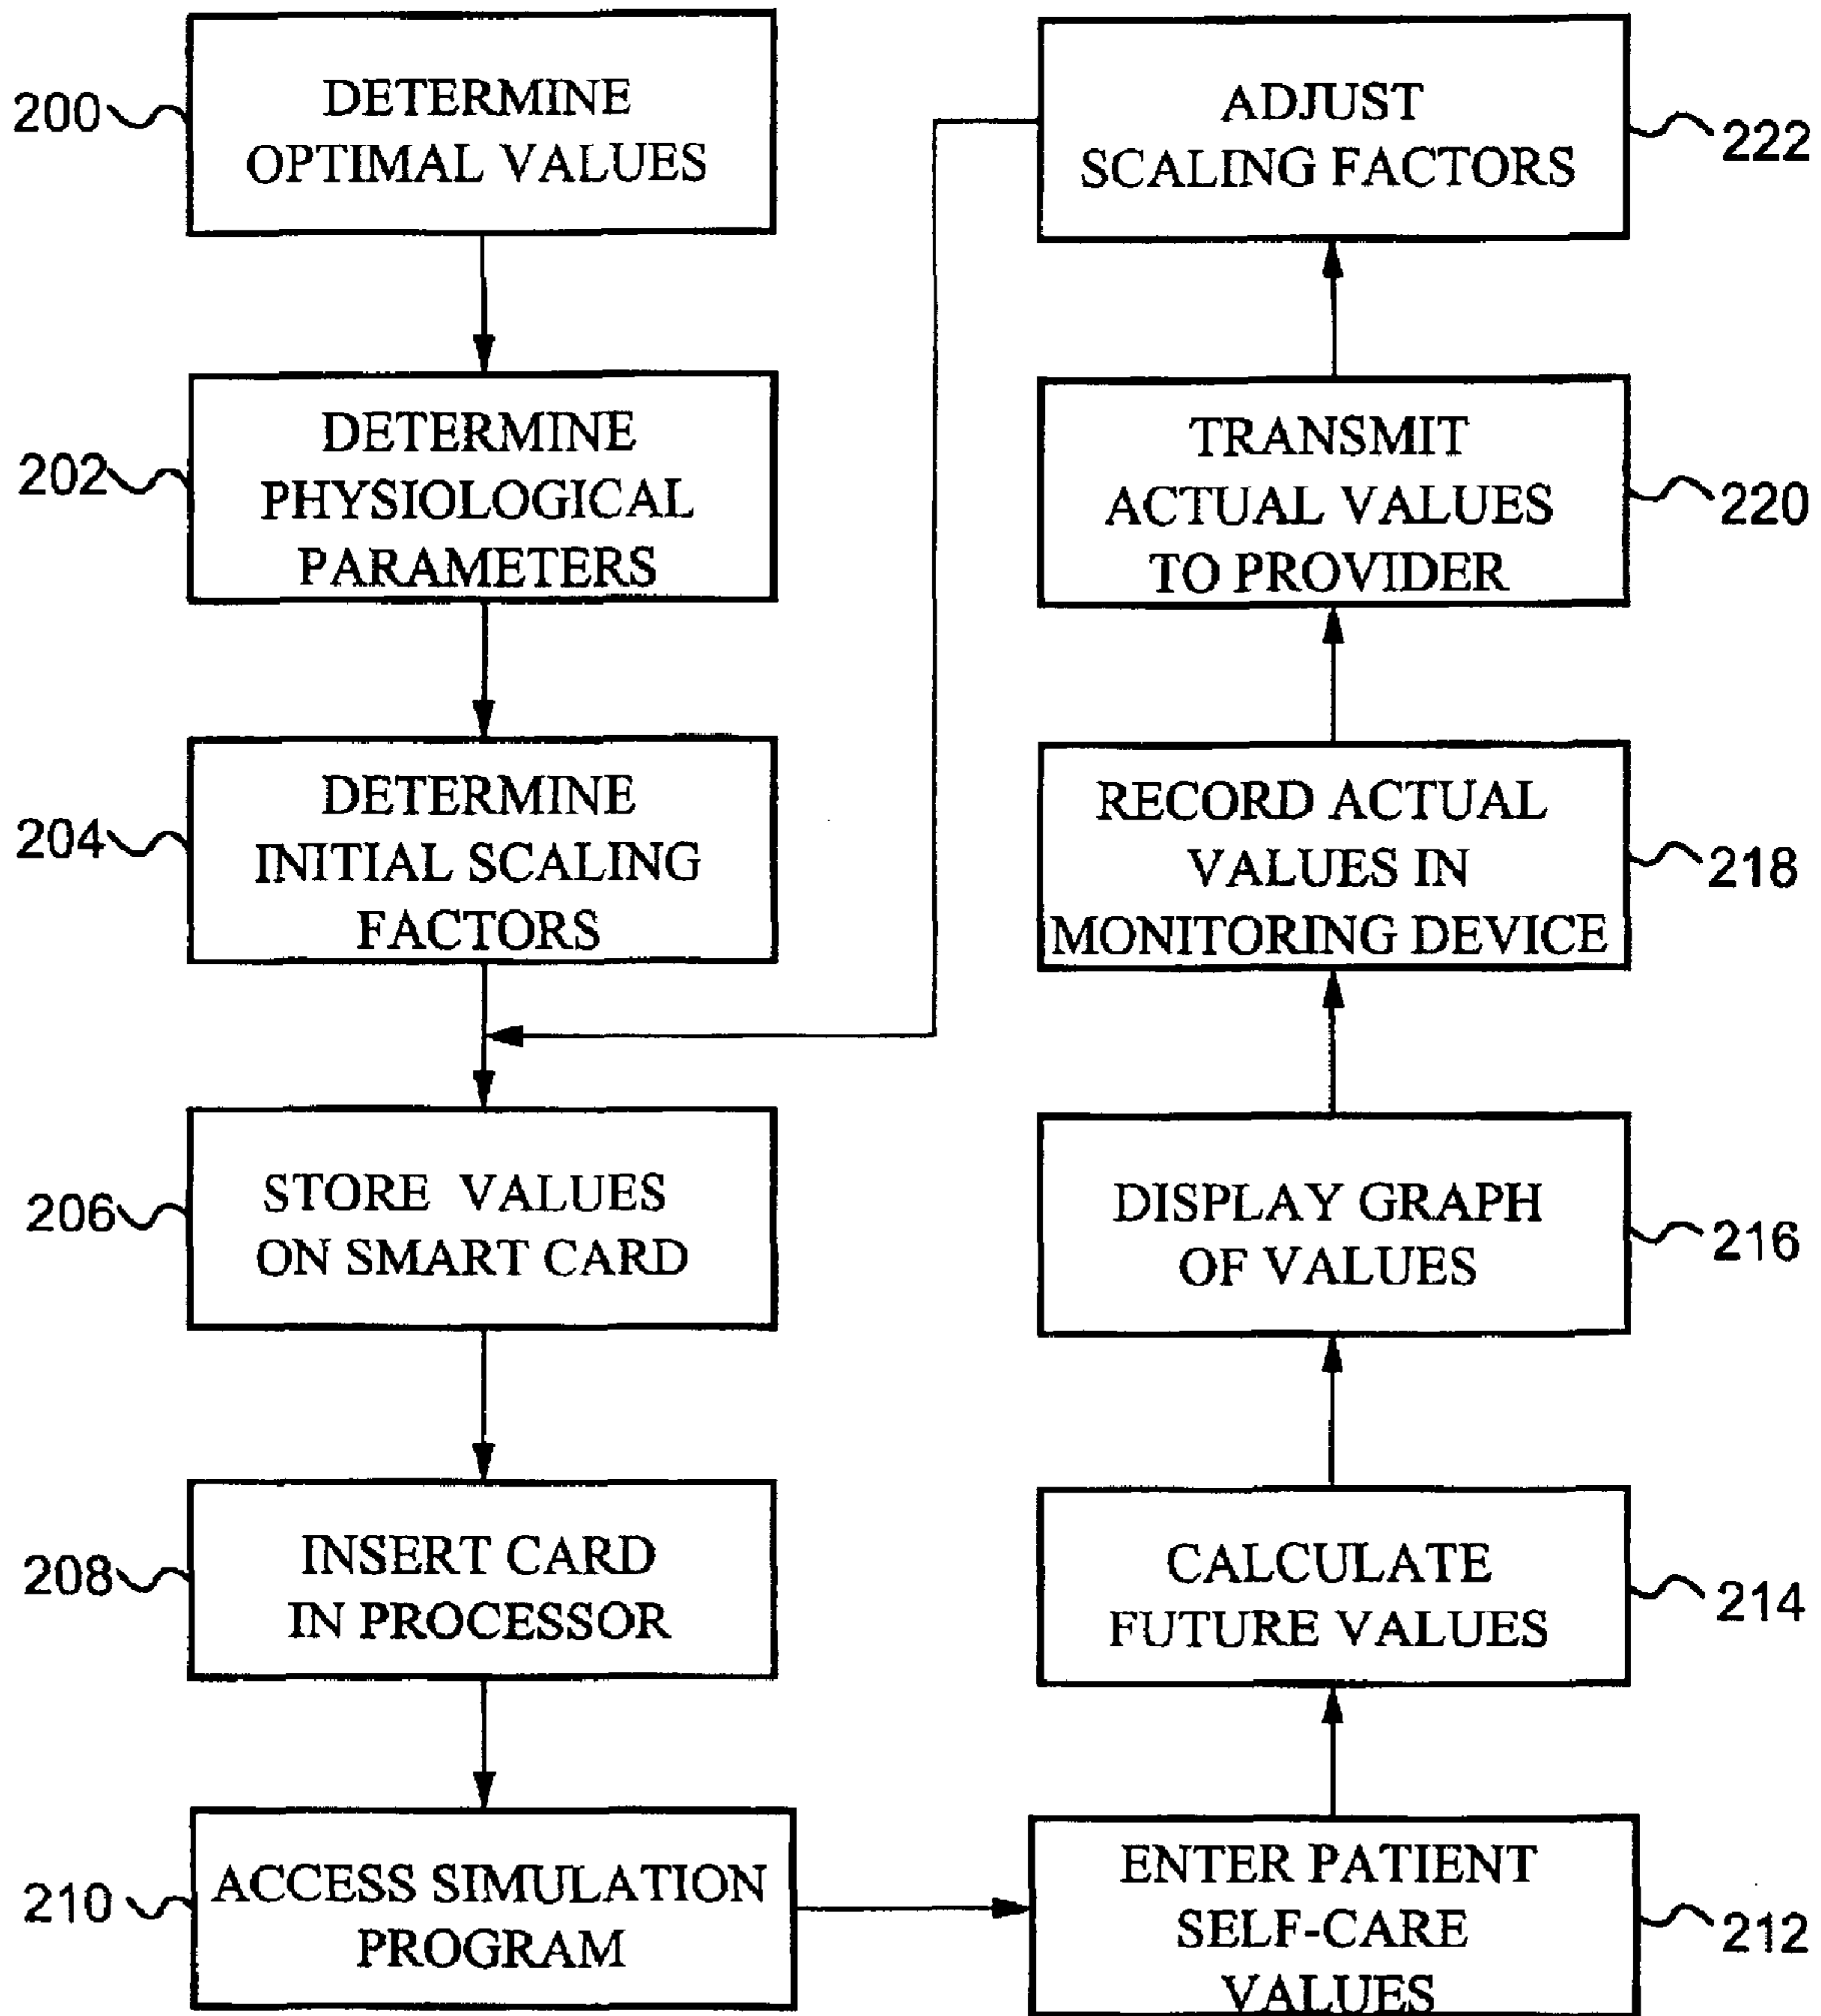 200
DETERMINE
OPTIMAL VALUES
202
DETERMINE
PHYSIOLOGICAL
PARAMETERS
204
DETERMINE
INITIAL SCALING
FACTORS
206
STORE VALUES
ON SMART CARD
208
INSERT CARD
IN PROCESSOR
210
ACCESS SIMULATION
PROGRAM
ENTER PATIENT
SELF-CARE
VALUES
212
CALCULATE
FUTURE VALUES
214
DISPLAY GRAPH
OF VALUES
216
RECORD ACTUAL
VALUES IN
MONITORING DEVICE
218
TRANSMIT
ACTUAL VALUES
TO PROVIDER
220
ADJUST
SCALING FACTORS
222